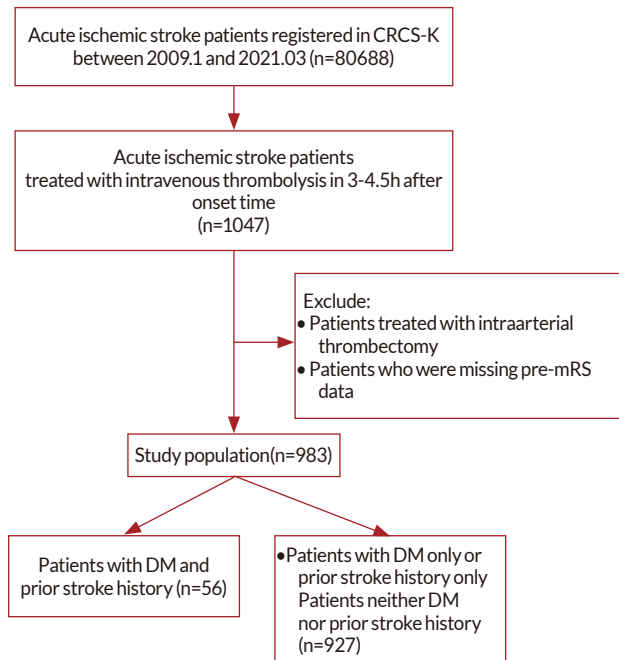 Acute ischemic stroke patients registered in CRCS-K
between 2009.1 and 2021.03 (n=80688)
Acute ischemic stroke patients
treated with intravenous thrombolysis in 3-4.5h after
onset time
(n=1047)
Exclude:
• Patients treated with intraarterial
thrombectomy
• Patients who were missing pre-mRS
data
Study population(n=983)
Patients with DM and
prior stroke history (n=56)
•Patients with DM only or
prior stroke history only
Patients neither DM
nor prior stroke history
(n=927)